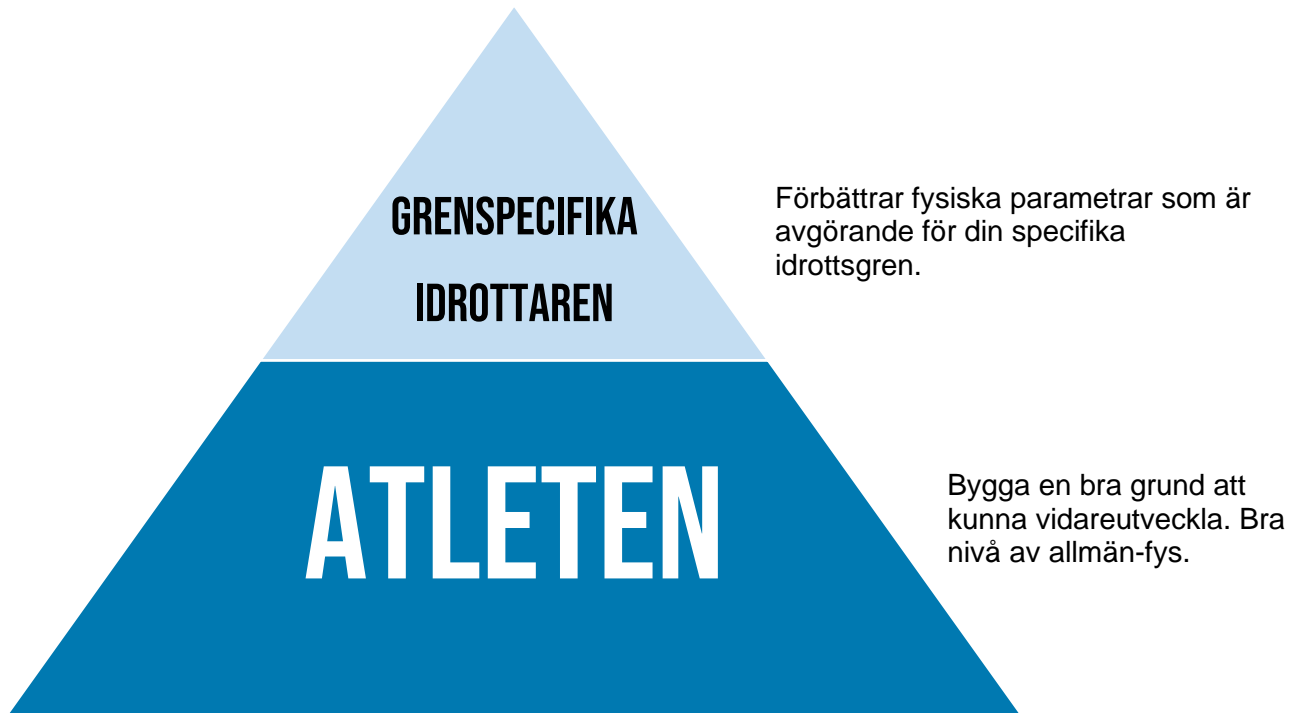 GRENSPECIFIKA
IDROTTAREN
Förbättrar fysiska parametrar som är
avgörande för din specifika
idrottsgren.
ATLETEN
Bygga en bra grund att
kunna vidareutveckla. Bra
nivå av allmän-fys.